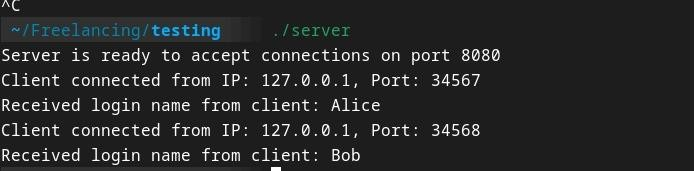 ^C
~/Freelancing/testing ./server
Server is ready to accept connections on port 8080
Client connected from IP: 127.0.0.1, Port: 34567
Received login name from client: Alice
Client connected from IP: 127.0.0.1, Port: 34568
Received login name from client: Bob